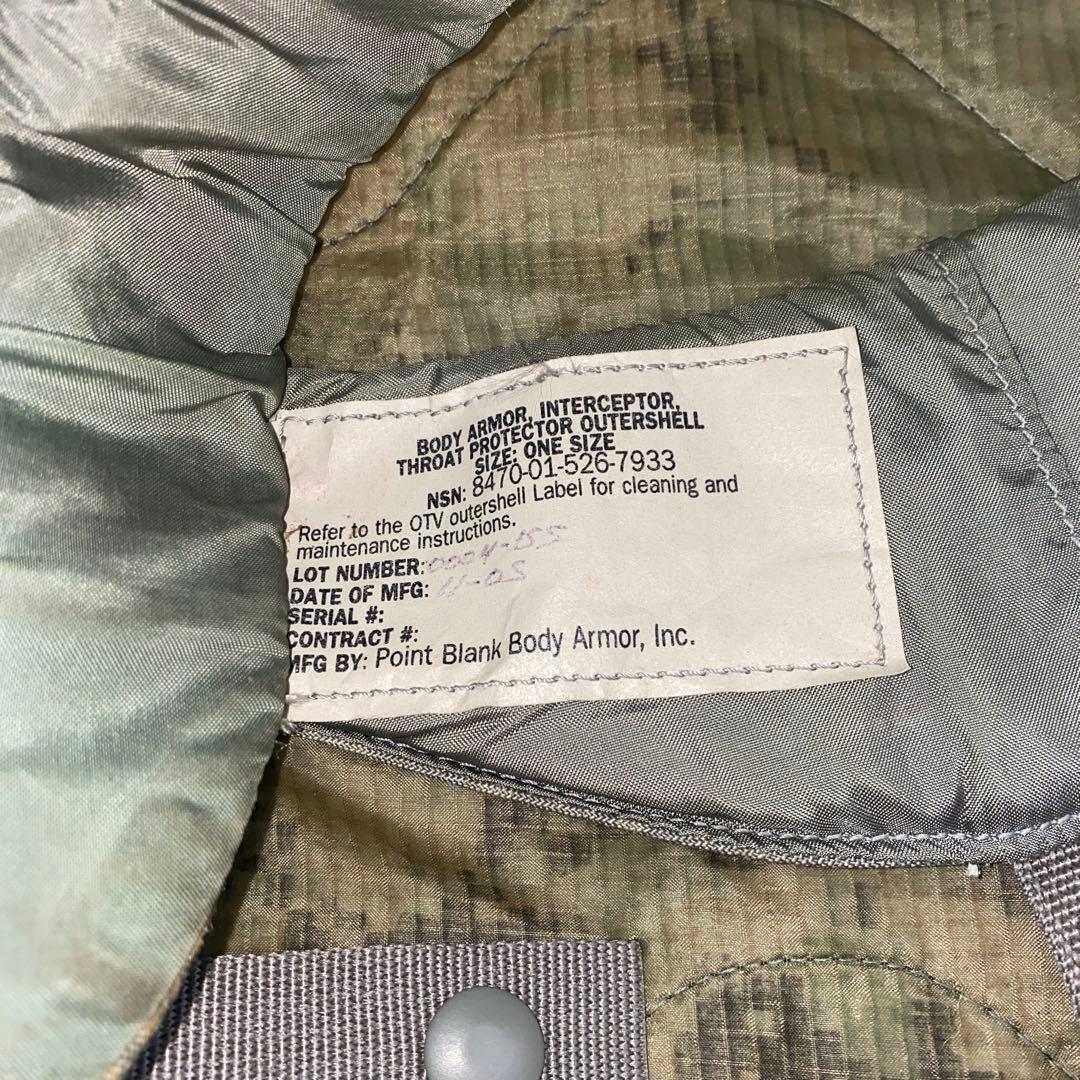 BODY ARMOR, INTERCEPTOR,
THROAT PROTECTOR OUTERSHELL
SIZE: ONE SIZE
NSN: 8470-01-526-7933
Refer to the OTV outershell Label for cleaning and
maintenance instructions.
LOT NUMBER:
DATE OF MFG: 11-05
SERIAL #:
CONTRACT #:
MFG BY: Point Blank Body Armor, Inc.